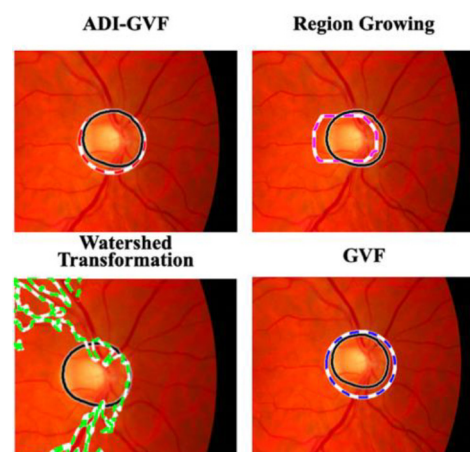 ADI-GVF
Region Growing
Watershed
Transformation
GVF